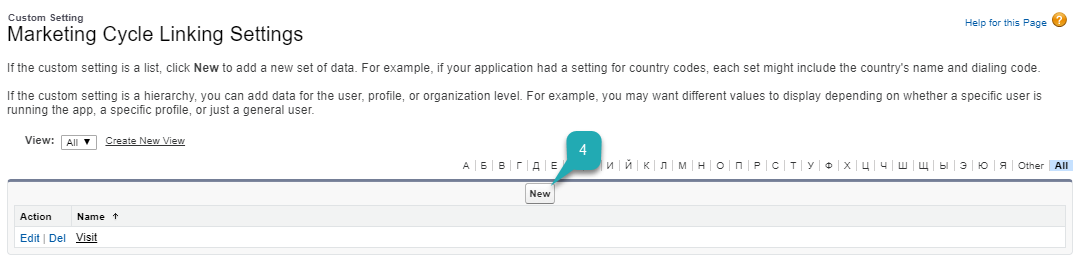 Custom Setting
Marketing Cycle Linking Settings
Help for this Page ?
If the custom setting is a list, click New to add a new set of data. For example, if your application had a setting for country codes, each set might include the country's name and dialing code.
If the custom setting is a hierarchy, you can add data for the user, profile, or organization level. For example, you may want different values to display depending on whether a specific user is
running the app, a specific profile, or just a general user.
View: All ▼ Create New View
4
А | Б | В | Г | Д | Е | И | Й | К | Л | М | Н | О | П | Р | С | Т | У | Ф | Х | Ц | Ч | Ш | Щ | Ы | Э | Ю | Я | Other | All
New
Action Name ↑
Edit | Del Visit